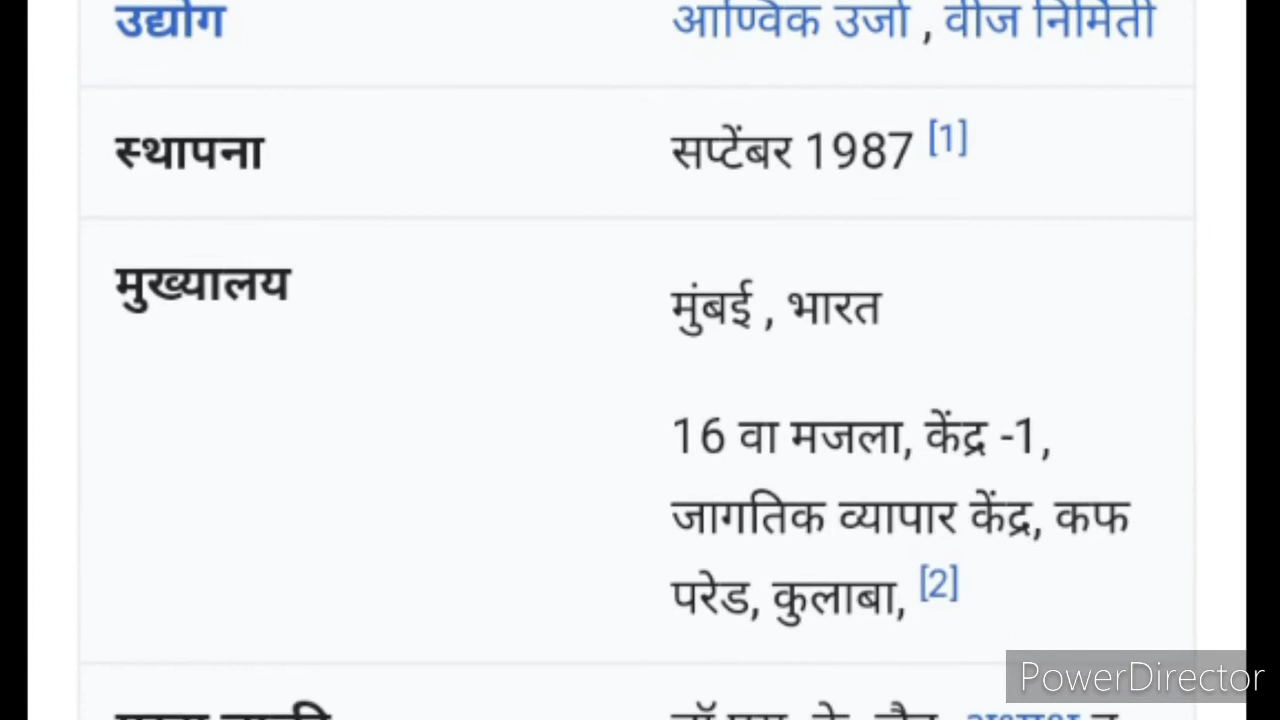 उद्योग आण्विक उर्जा , वीज निर्मिती
स्थापना सप्टेंबर 1987 [1]
मुख्यालय
मुंबई , भारत
16 वा मजला, केंद्र -1,
जागतिक व्यापार केंद्र, कफ
परेड, कुलाबा, [2]
PowerDirector